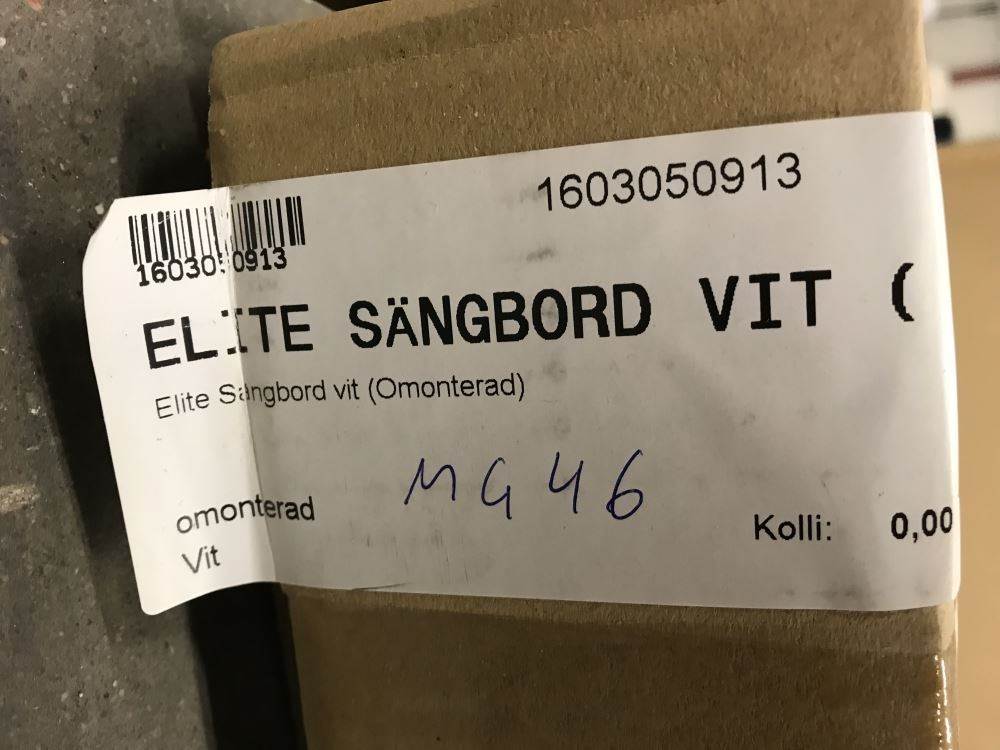 1603050913
1603050913
ELITE SÄNGBORD VIT (
Elite Sängbord vit (Omonterad)
MG46
omonterad
Kolli: 0,00
Vit